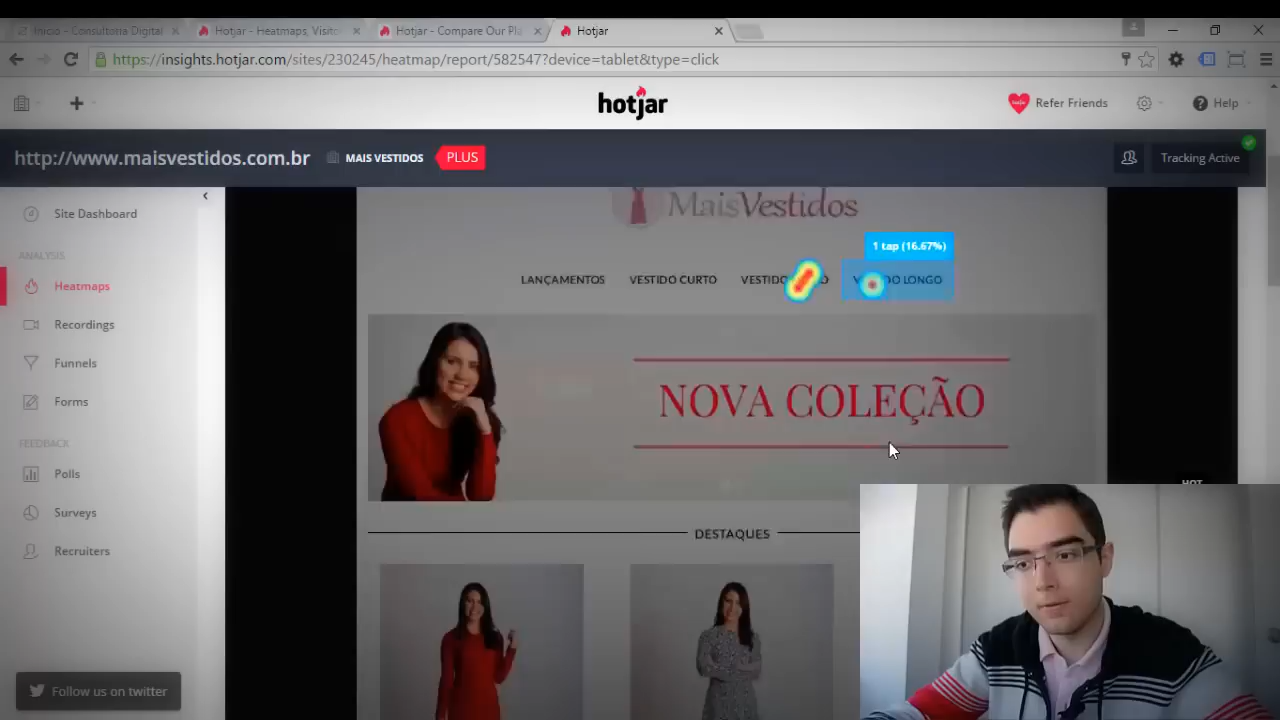 Início - Consultoria Digital
Hotjar - Heatmaps, Visito
Hotjar - Compare Our Pla
Hotjar
https://insights.hotjar.com/sites/230245/heatmap/report/582547?device=tablet&type=click
hotjar
Refer Friends
Help
http://www.maisvestidos.com.br
MAIS VESTIDOS
PLUS
Tracking Active
Site Dashboard
ANALYSIS
Heatmaps
Recordings
Funnels
Forms
FEEDBACK
Polls
Surveys
Recruiters
Follow us on twitter
MaisVestidos
1 tap (16.67%)
LANÇAMENTOS
VESTIDO CURTO
NOVA COLEÇÃO
DESTAQUES
HOT